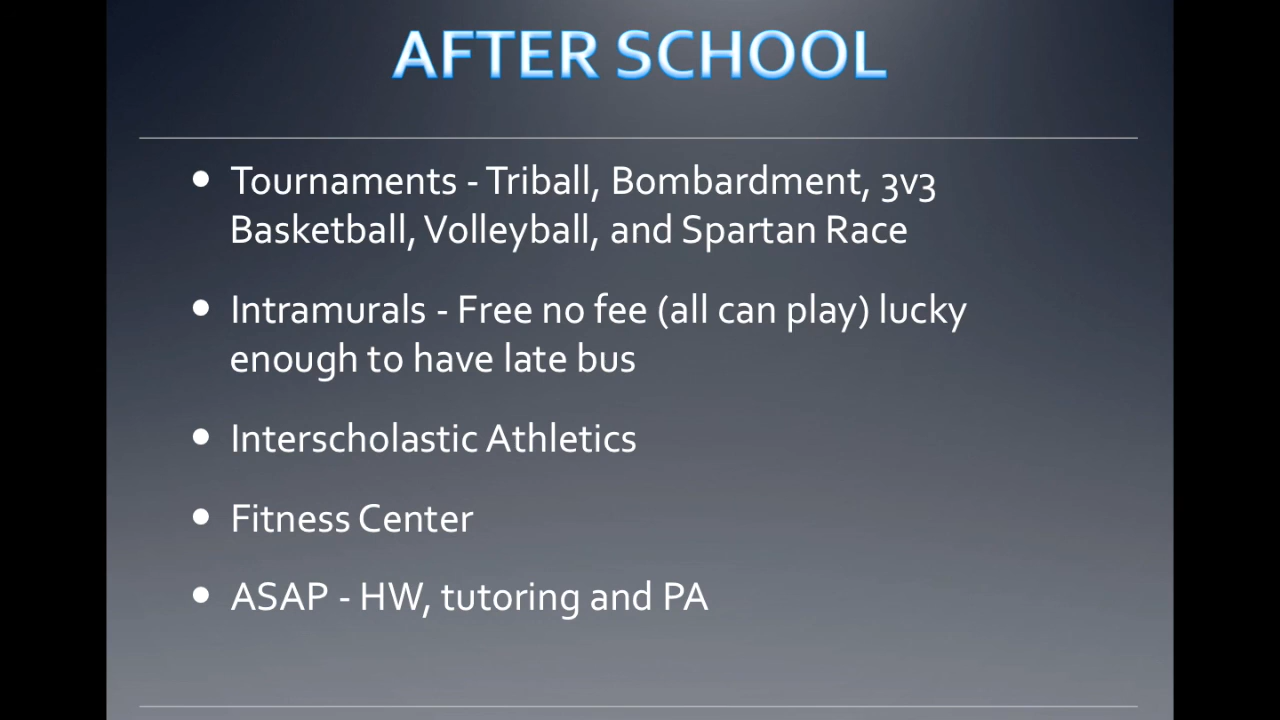 AFTER SCHOOL
• Tournaments - Triball, Bombardment, 3v3
Basketball, Volleyball, and Spartan Race
• Intramurals - Free no fee (all can play) lucky
enough to have late bus
• Interscholastic Athletics
• Fitness Center
• ASAP - HW, tutoring and PA